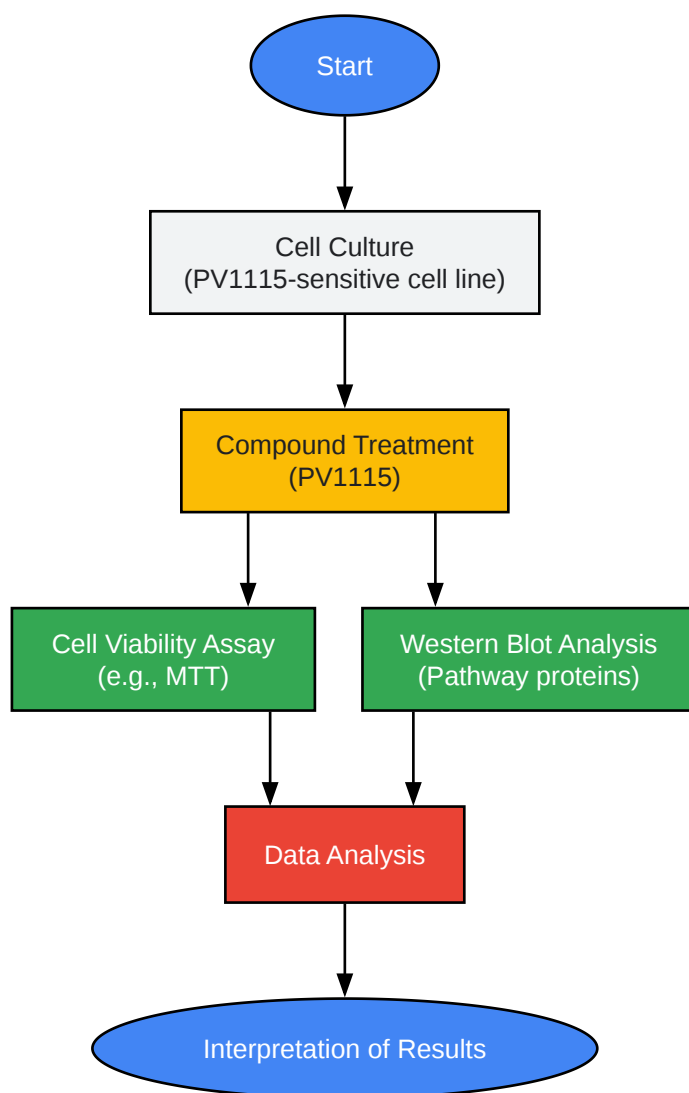 Start
Cell Culture
(PV1115-sensitive cell line)
Compound Treatment
(PV1115)
Cell Viability Assay
(e.g., MTT)
Western Blot Analysis
(Pathway proteins)
Data Analysis
Interpretation of Results